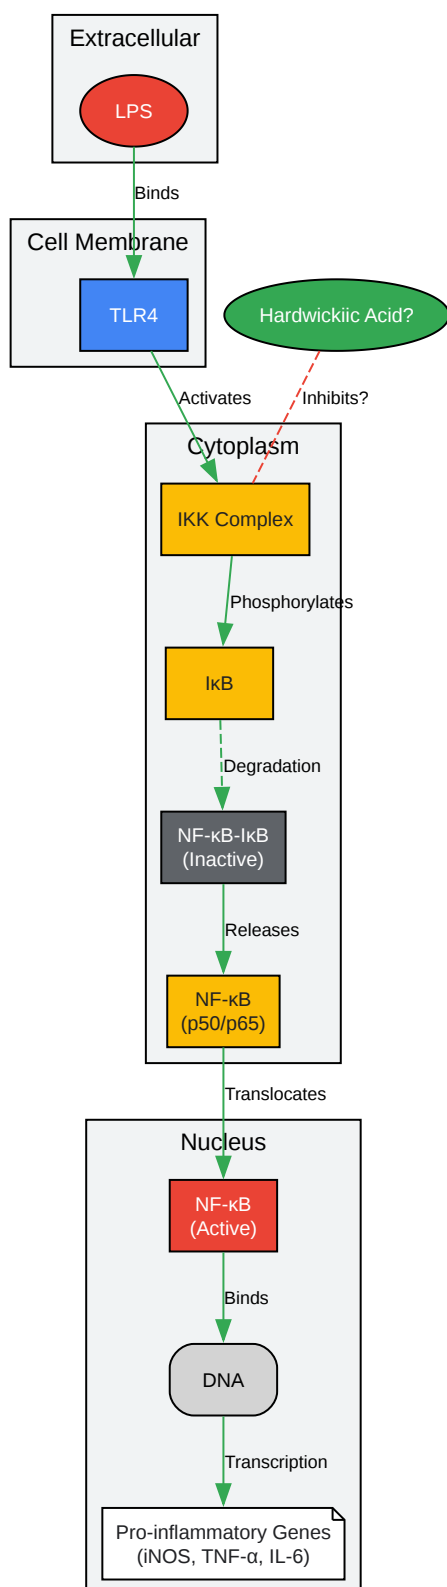 Extracellular
LPS
Binds
Cell Membrane
TLR4
Hardwickiic Acid?
Activates
Inhibits?
Cytoplasm
IKK Complex
Phosphorylates
IκB
Degradation
NF-κB-IκB
(Inactive)
Releases
NF-κB
(p50/p65)
Translocates
Nucleus
NF-κB
(Active)
Binds
DNA
Transcription
Pro-inflammatory Genes
(iNOS, TNF-α, IL-6)